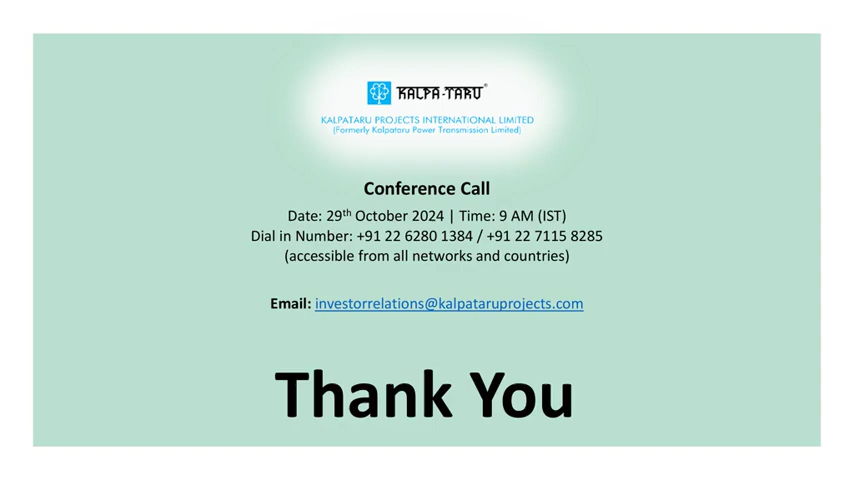 KALPA-TARU®
KALPATARU PROJECTS INTERNATIONAL LIMITED
(Formerly Kalpataru Power Transmission Limited)
Conference Call
Date: 29th October 2024 | Time: 9 AM (IST)
Dial in Number: +91 22 6280 1384 / +91 22 7115 8285
(accessible from all networks and countries)
Email: investorrelations@kalpataruprojects.com
Thank You